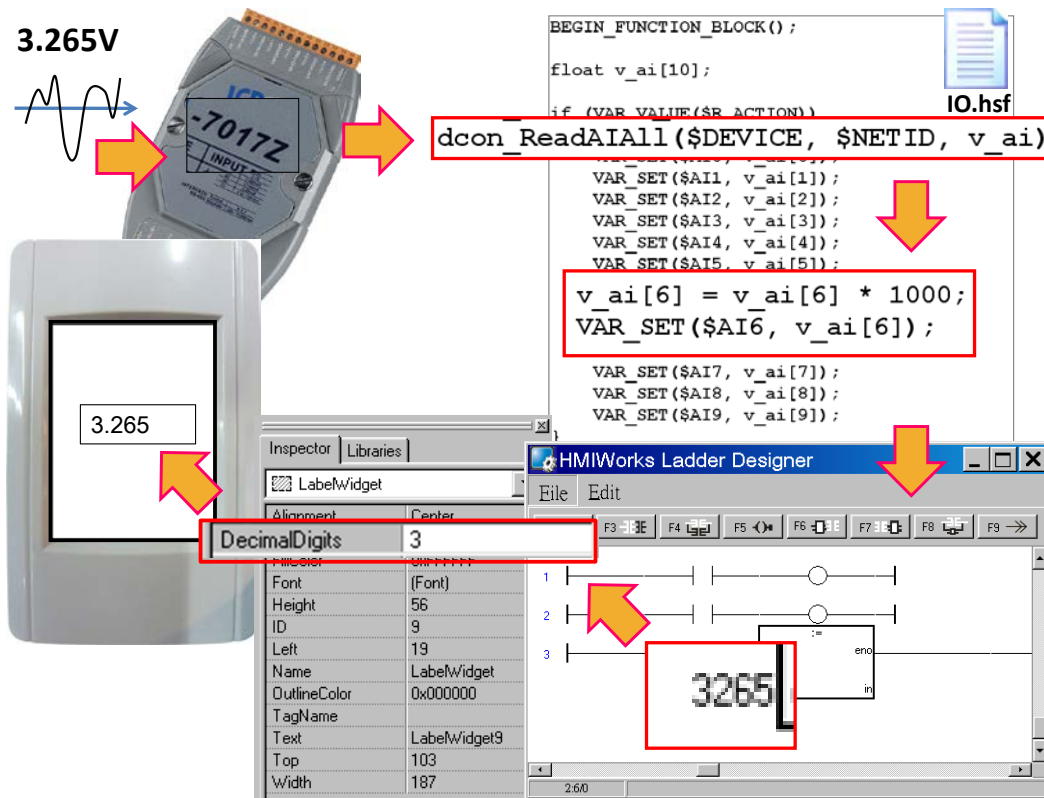 3.265V
ICP
-7017Z
INPUT
BEGIN_FUNCTION_BLOCK();
float v_ai[10];
if (VAR_VALUE($R_ACTION))
IO.hsf
dcon_ReadAIAll($DEVICE, $NETID, v_ai)
VAR_SET($AI1, v_ai[1]);
VAR_SET($AI2, v_ai[2]);
VAR_SET($AI3, v_ai[3]);
VAR_SET($AI4, v_ai[4]);
VAR_SET($AI5, v_ai[5]);
v_ai[6] = v_ai[6] * 1000;
VAR_SET($AI6, v_ai[6]);
VAR_SET($AI7, v_ai[7]);
VAR_SET($AI8, v_ai[8]);
VAR_SET($AI9, v_ai[9]);
}
3.265
Inspector Libraries
LabelWidget
Alignment Center
DecimalDigits 3
FillColor 0xFFFFFF
Font (Font)
Height 56
ID 9
Left 19
Name LabelWidget
OutlineColor 0x000000
TagName
Text LabelWidget9
Top 103
Width 187
HMIWorks Ladder Designer
File Edit
F3 F4 F5 F6 F7 F8 F9
1
2
3
:=
eno
in
3265
2:6/0